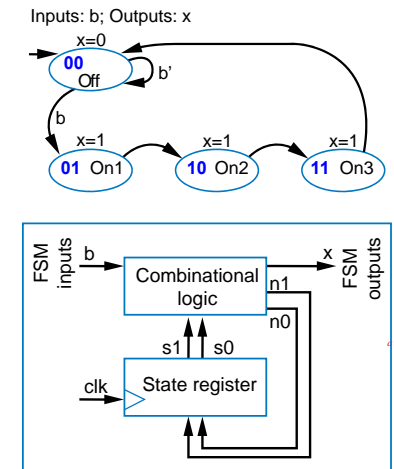 Inputs: b; Outputs: x
x=0
00
Off
b’
b
x=1 x=1 x=1
01 On1 10 On2 11 On3
FSM inputs
b
x
FSM outputs
Combinational
logic
n1
n0
s1 s0
clk
State register